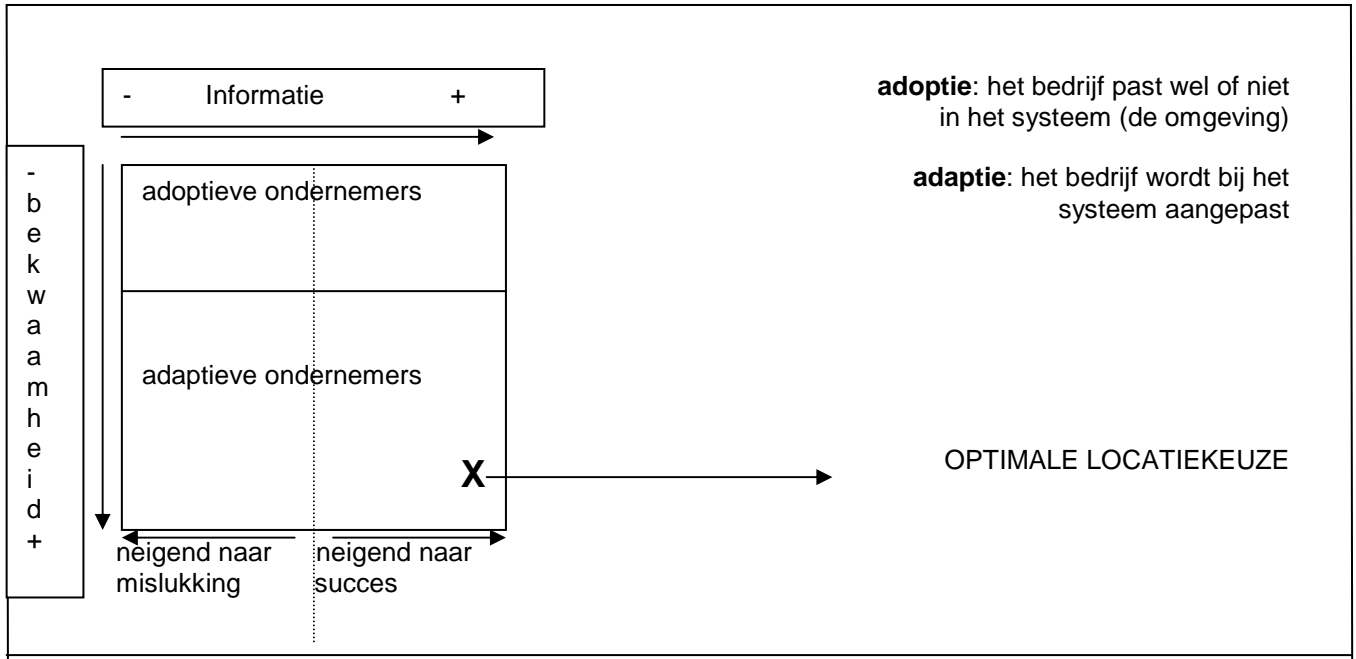 - Informatie +
adoptie: het bedrijf past wel of niet
in het systeem (de omgeving)
adaptie: het bedrijf wordt bij het
systeem aangepast
-
b
e
k
w
a
a
m
h
e
i
d
+
adoptieve ondernemers
adaptieve ondernemers
X
OPTIMALE LOCATIEKEUZE
neigend naar
mislukking
neigend naar
succes